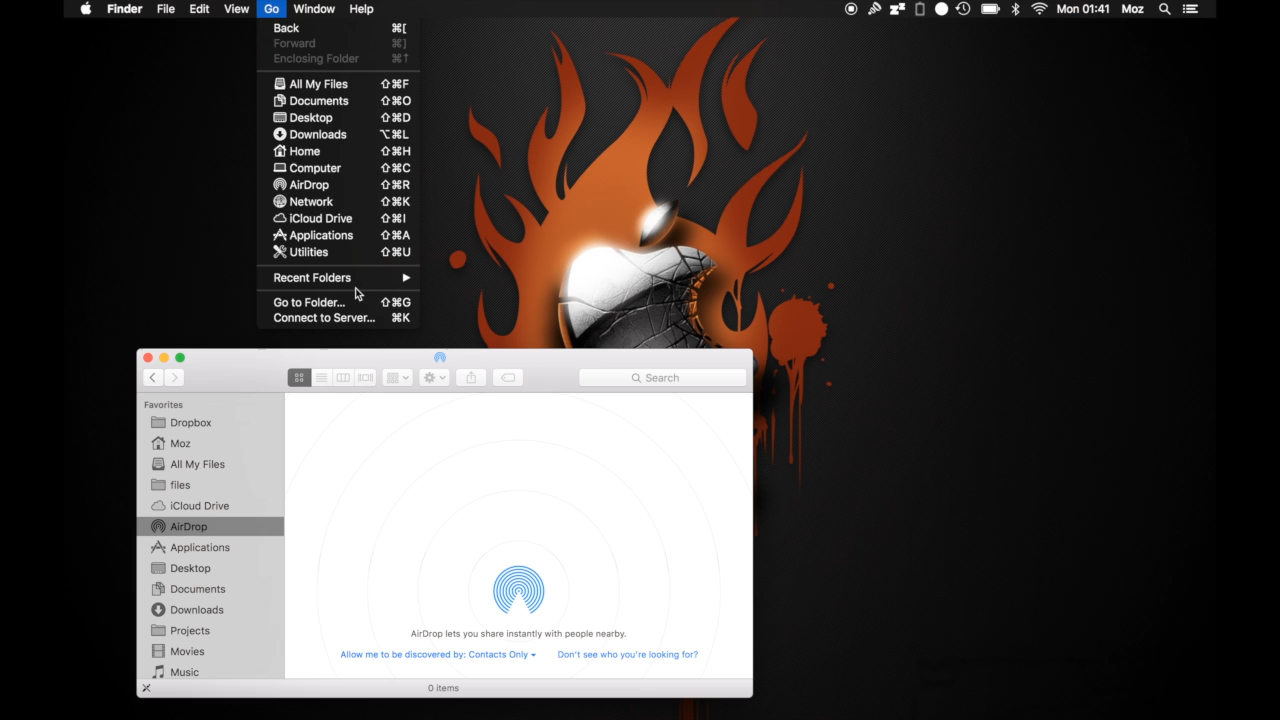 Finder File Edit View Go Window Help Mon 01:41 Moz
Back ⌘[
Forward ⌘]
Enclosing Folder ⌘↑
All My Files ⇧⌘F
Documents ⇧⌘O
Desktop ⇧⌘D
Downloads ⌥⌘L
Home ⇧⌘H
Computer ⇧⌘C
AirDrop ⇧⌘R
Network ⇧⌘K
iCloud Drive ⇧⌘I
Applications ⇧⌘A
Utilities ⇧⌘U
Recent Folders
Go to Folder... ⇧⌘G
Connect to Server... ⌘K
Search
Favorites
Dropbox
Moz
All My Files
files
iCloud Drive
AirDrop
Applications
Desktop
Documents
Downloads
Projects
Movies
Music
AirDrop lets you share instantly with people nearby.
Allow me to be discovered by: Contacts Only Don't see who you're looking for?
0 items